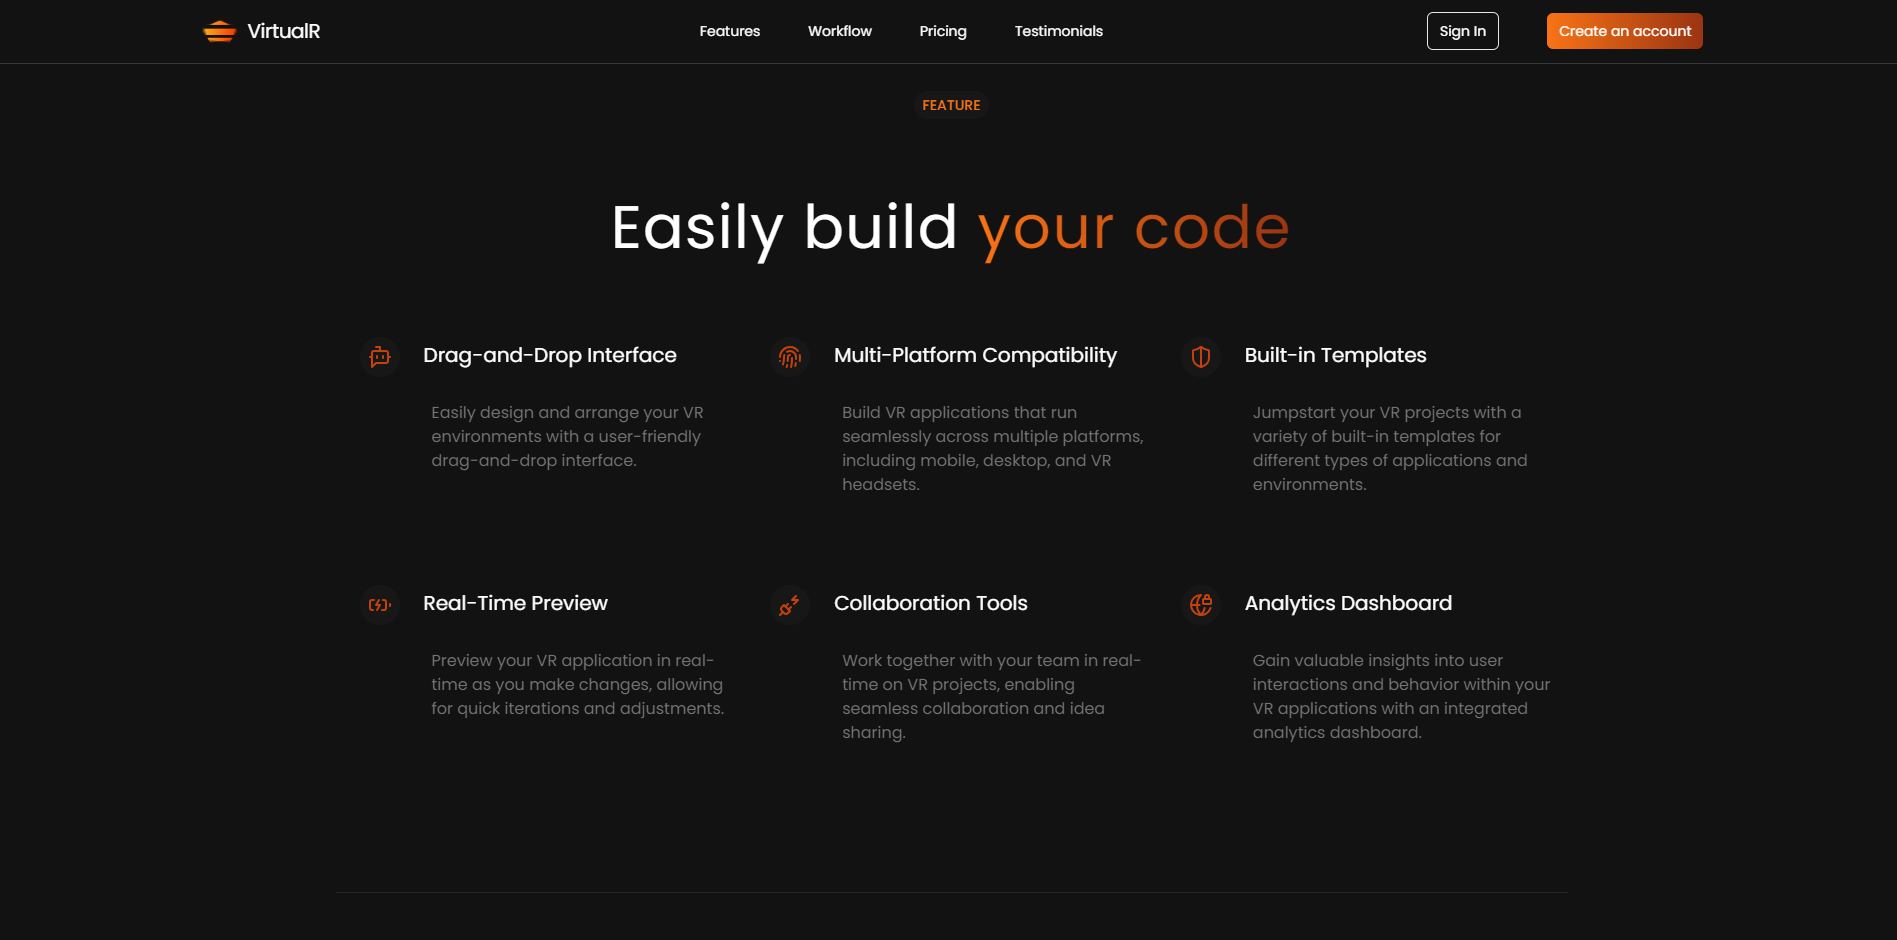 VirtualR
Features
Workflow
Pricing
Testimonials
Sign In
Create an account
FEATURE
Easily build your code
Drag-and-Drop Interface
Easily design and arrange your VR
environments with a user-friendly
drag-and-drop interface.
Multi-Platform Compatibility
Build VR applications that run
seamlessly across multiple platforms,
including mobile, desktop, and VR
headsets.
Built-in Templates
Jumpstart your VR projects with a
variety of built-in templates for
different types of applications and
environments.
Real-Time Preview
Preview your VR application in real-
time as you make changes, allowing
for quick iterations and adjustments.
Collaboration Tools
Work together with your team in real-
time on VR projects, enabling
seamless collaboration and idea
sharing.
Analytics Dashboard
Gain valuable insights into user
interactions and behavior within your
VR applications with an integrated
analytics dashboard.